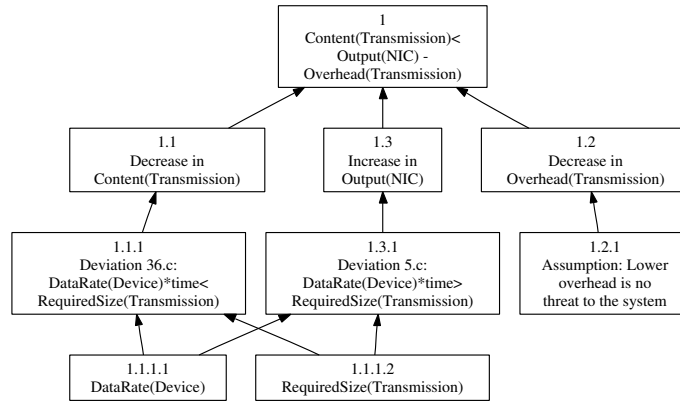 1
Content(Transmission)<
Output(NIC) -
Overhead(Transmission)
1.1
Decrease in
Content(Transmission)
1.3
Increase in
Output(NIC)
1.2
Decrease in
Overhead(Transmission)
1.1.1
Deviation 36.c:
DataRate(Device)*time<
RequiredSize(Transmission)
1.3.1
Deviation 5.c:
DataRate(Device)*time>
RequiredSize(Transmission)
1.2.1
Assumption: Lower
overhead is no
threat to the system
1.1.1.1
DataRate(Device)
1.1.1.2
RequiredSize(Transmission)